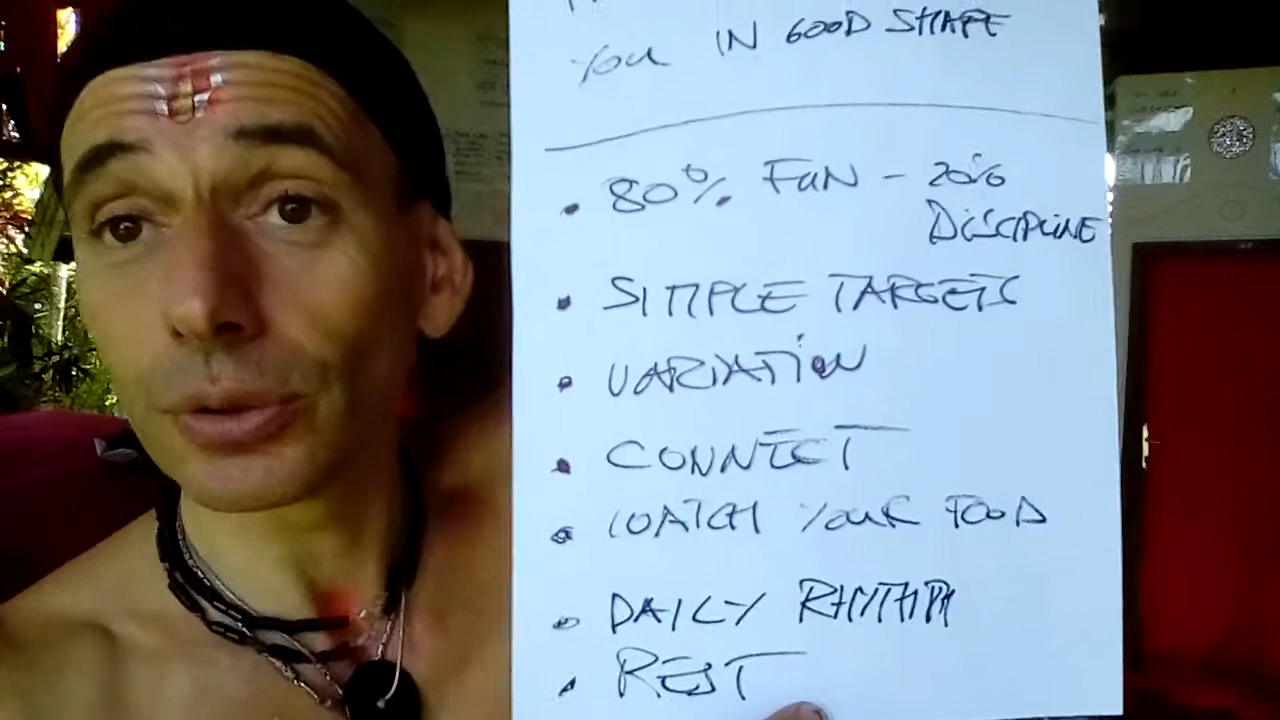 YOU IN GOOD SHAPE
• 80% FUN - 20%
DISCIPLINE
• SIMPLE TARGETS
• VARIATION
• CONNECT
• WATCH YOUR FOOD
• DAILY RHYTHM
• REST